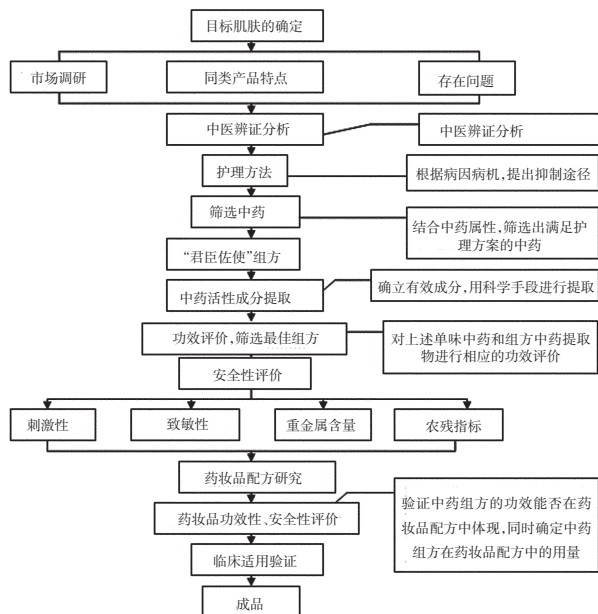 目标肌肤的确定
市场调研
同类产品特点
存在问题
中医辨证分析
中医辨证分析
护理方法
根据病因病机,提出抑制途径
筛选中药
结合中药属性,筛选出满足护
理方案的中药
“君臣佐使”组方
中药活性成分提取
确立有效成分,用科学手段进行提取
功效评价,筛选最佳组方
对上述单味中药和组方中药提取
物进行相应的功效评价
安全性评价
刺激性
致敏性
重金属含量
农残指标
药妆品配方研究
药妆品功效性、安全性评价
验证中药组方的功效能否在药
妆品配方中体现,同时确定中药
组方在药妆品配方中的用量
临床适用验证
成品